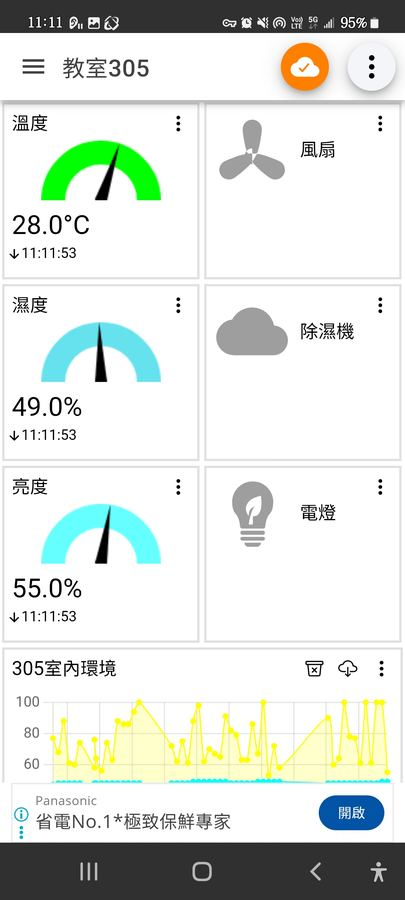 11:11
Vo)) LTE
5G
95%
教室305
溫度
28.0°C
↓11:11:53
風扇
濕度
49.0%
↓11:11:53
除濕機
亮度
55.0%
↓11:11:53
電燈
305室內環境
100
80
60
Panasonic
省電No.1*極致保鮮專家
開啟